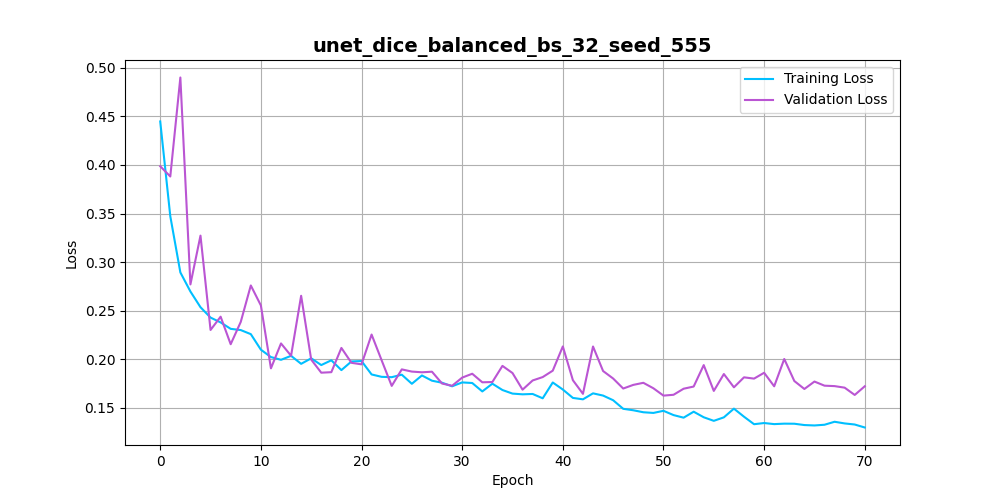 unet_dice_balanced_bs_32_seed_555
Training Loss
Validation Loss
Loss
0.50
0.45
0.40
0.35
0.30
0.25
0.20
0.15
0 10 20 30 40 50 60 70
Epoch